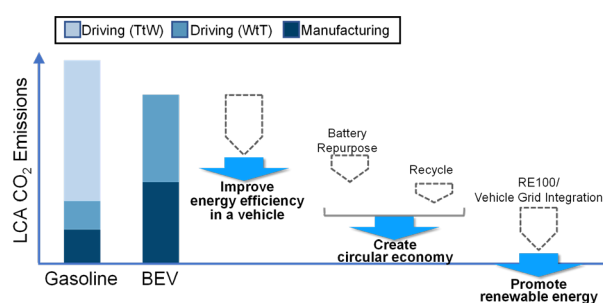 Driving (TtW) Driving (WtT) Manufacturing
LCA CO₂ Emissions
Gasoline
BEV
Improve
energy efficiency
in a vehicle
Battery
Repurpose
Recycle
Create
circular economy
RE100/
Vehicle Grid Integration
Promote
renewable energy